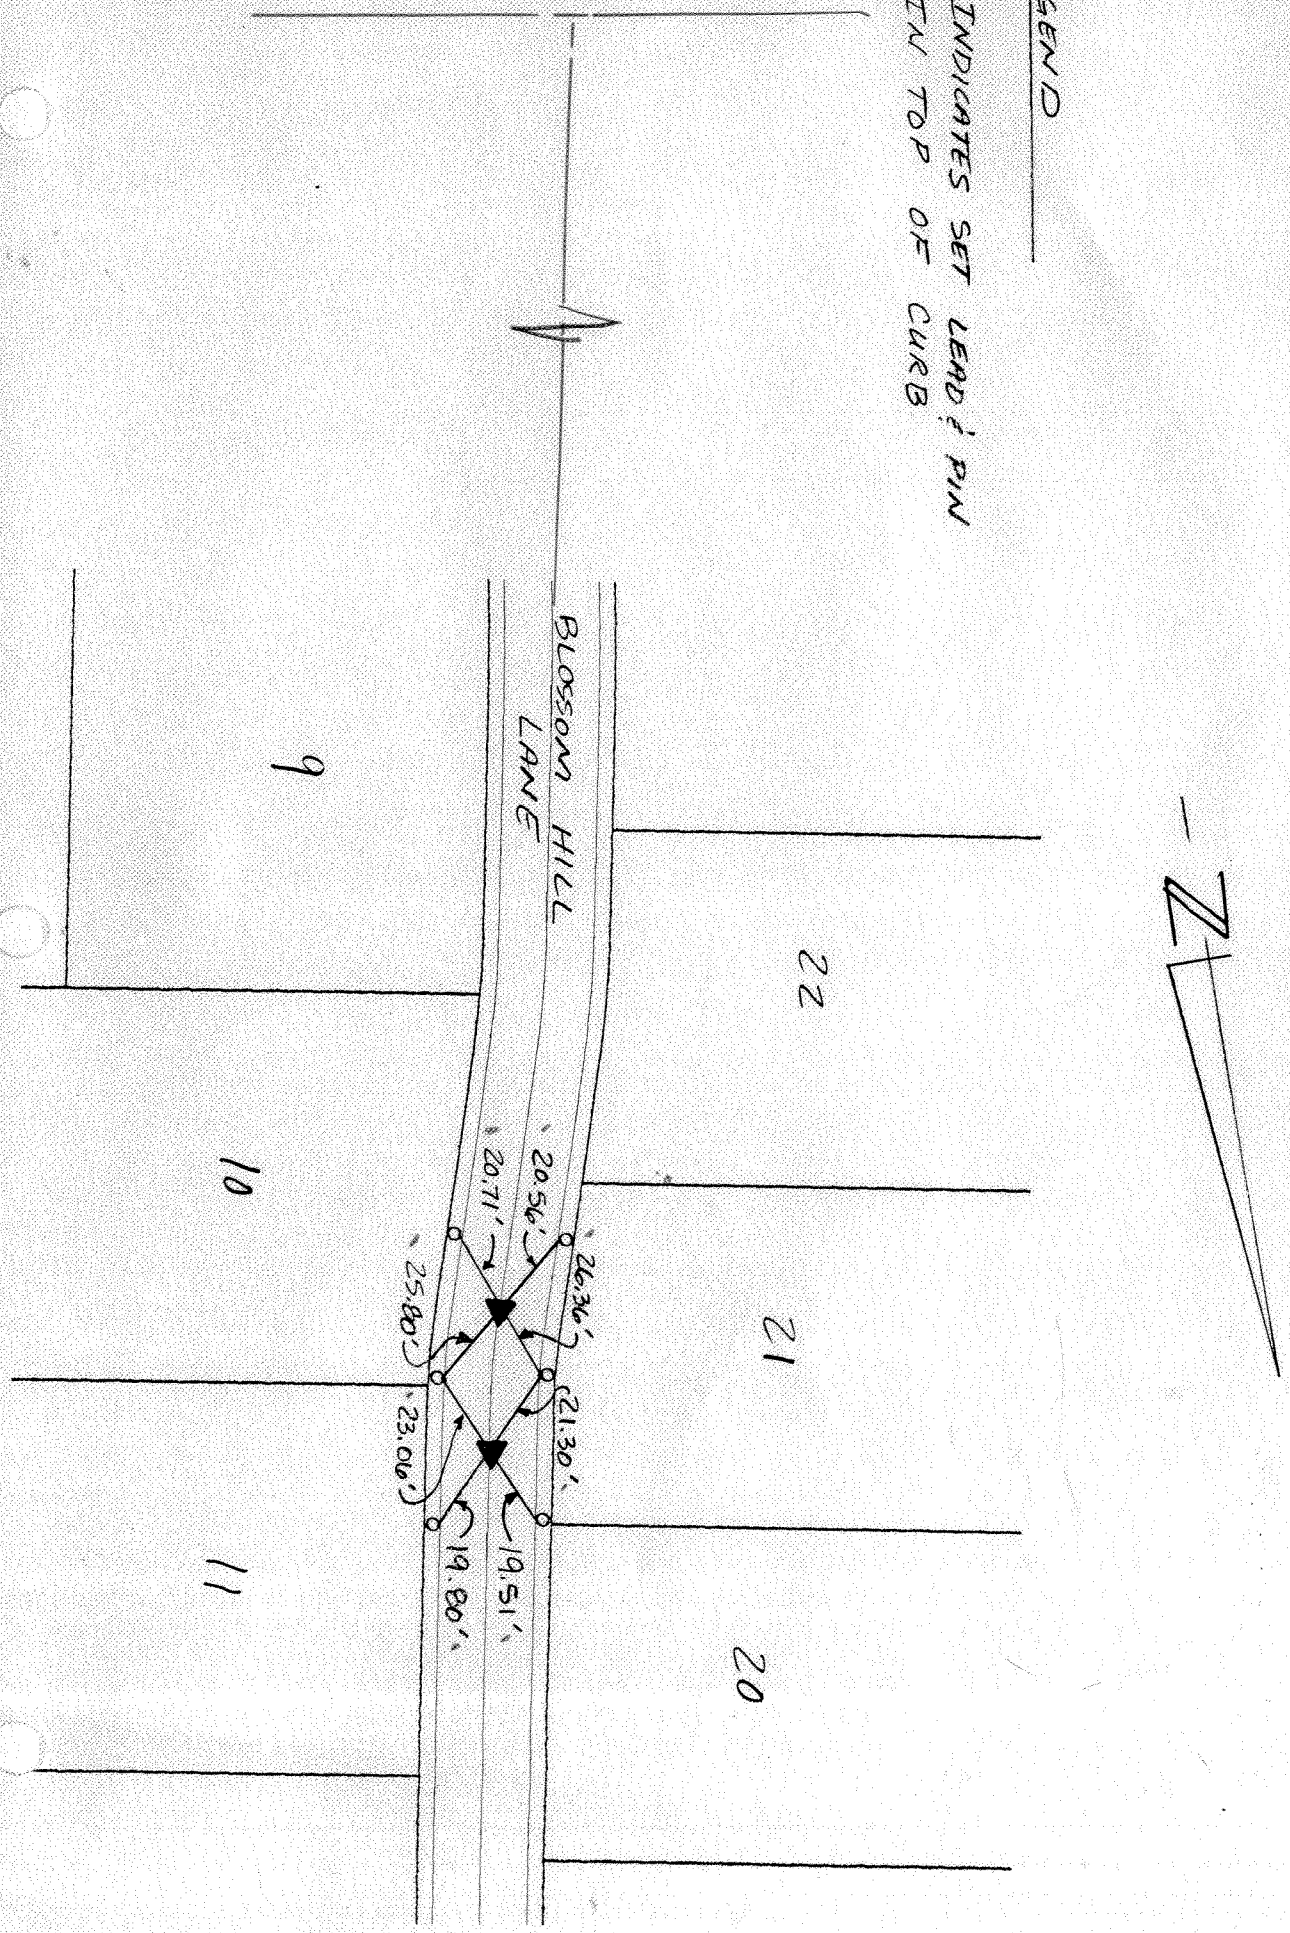 GEND
INDICATES SET LEAD & PIN
IN TOP OF CURB
N
BLOSSOM HILL
LANE
22
21
20
9
10
11
20.56'
20.71'
26.36'
25.80'
21.30'
23.06'
19.51'
19.80'